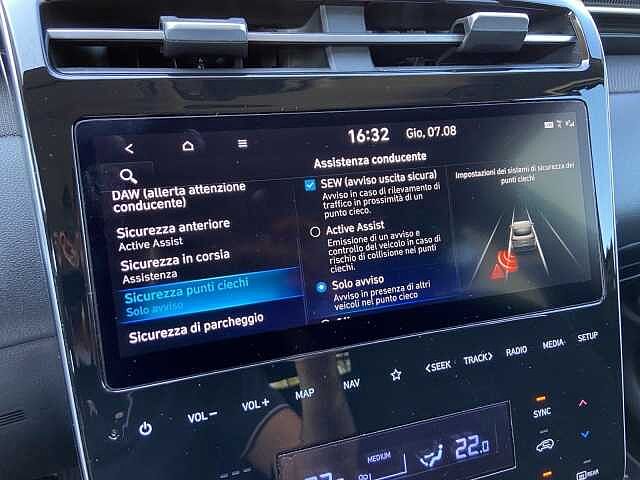 16:32 Gio, 07.08
Assistenza conducente
DAW (allerta attenzione
conducente)
Sicurezza anteriore
Active Assist
Sicurezza in corsia
Assistenza
Sicurezza punti ciechi
Solo avviso
Sicurezza di parcheggio
SEW (avviso uscita sicura)
Avviso in caso di rilevamento di
traffico in prossimità di un
punto cieco.
Active Assist
Emissione di un avviso e
controllo del veicolo in caso di
rischio di collisione nei punti
ciechi.
Solo avviso
Avviso in presenza di altri
veicoli nel punto cieco
Impostazioni dei sistemi di sicurezza dei
punti ciechi
VOL− VOL+ MAP NAV <SEEK TRACK> RADIO MEDIA SETUP
SYNC
MEDIUM
22.0
REAR